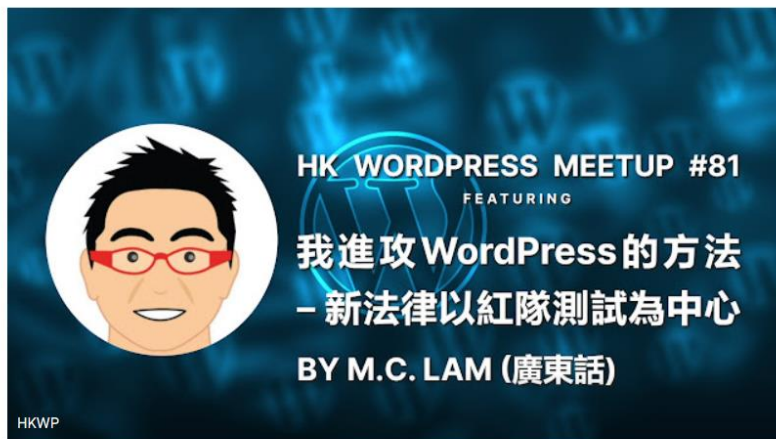 HK WORDPRESS MEETUP #81
FEATURING
我進攻WordPress的方法
– 新法律以紅隊測試為中心
BY M.C. LAM (廣東話)
HKWP